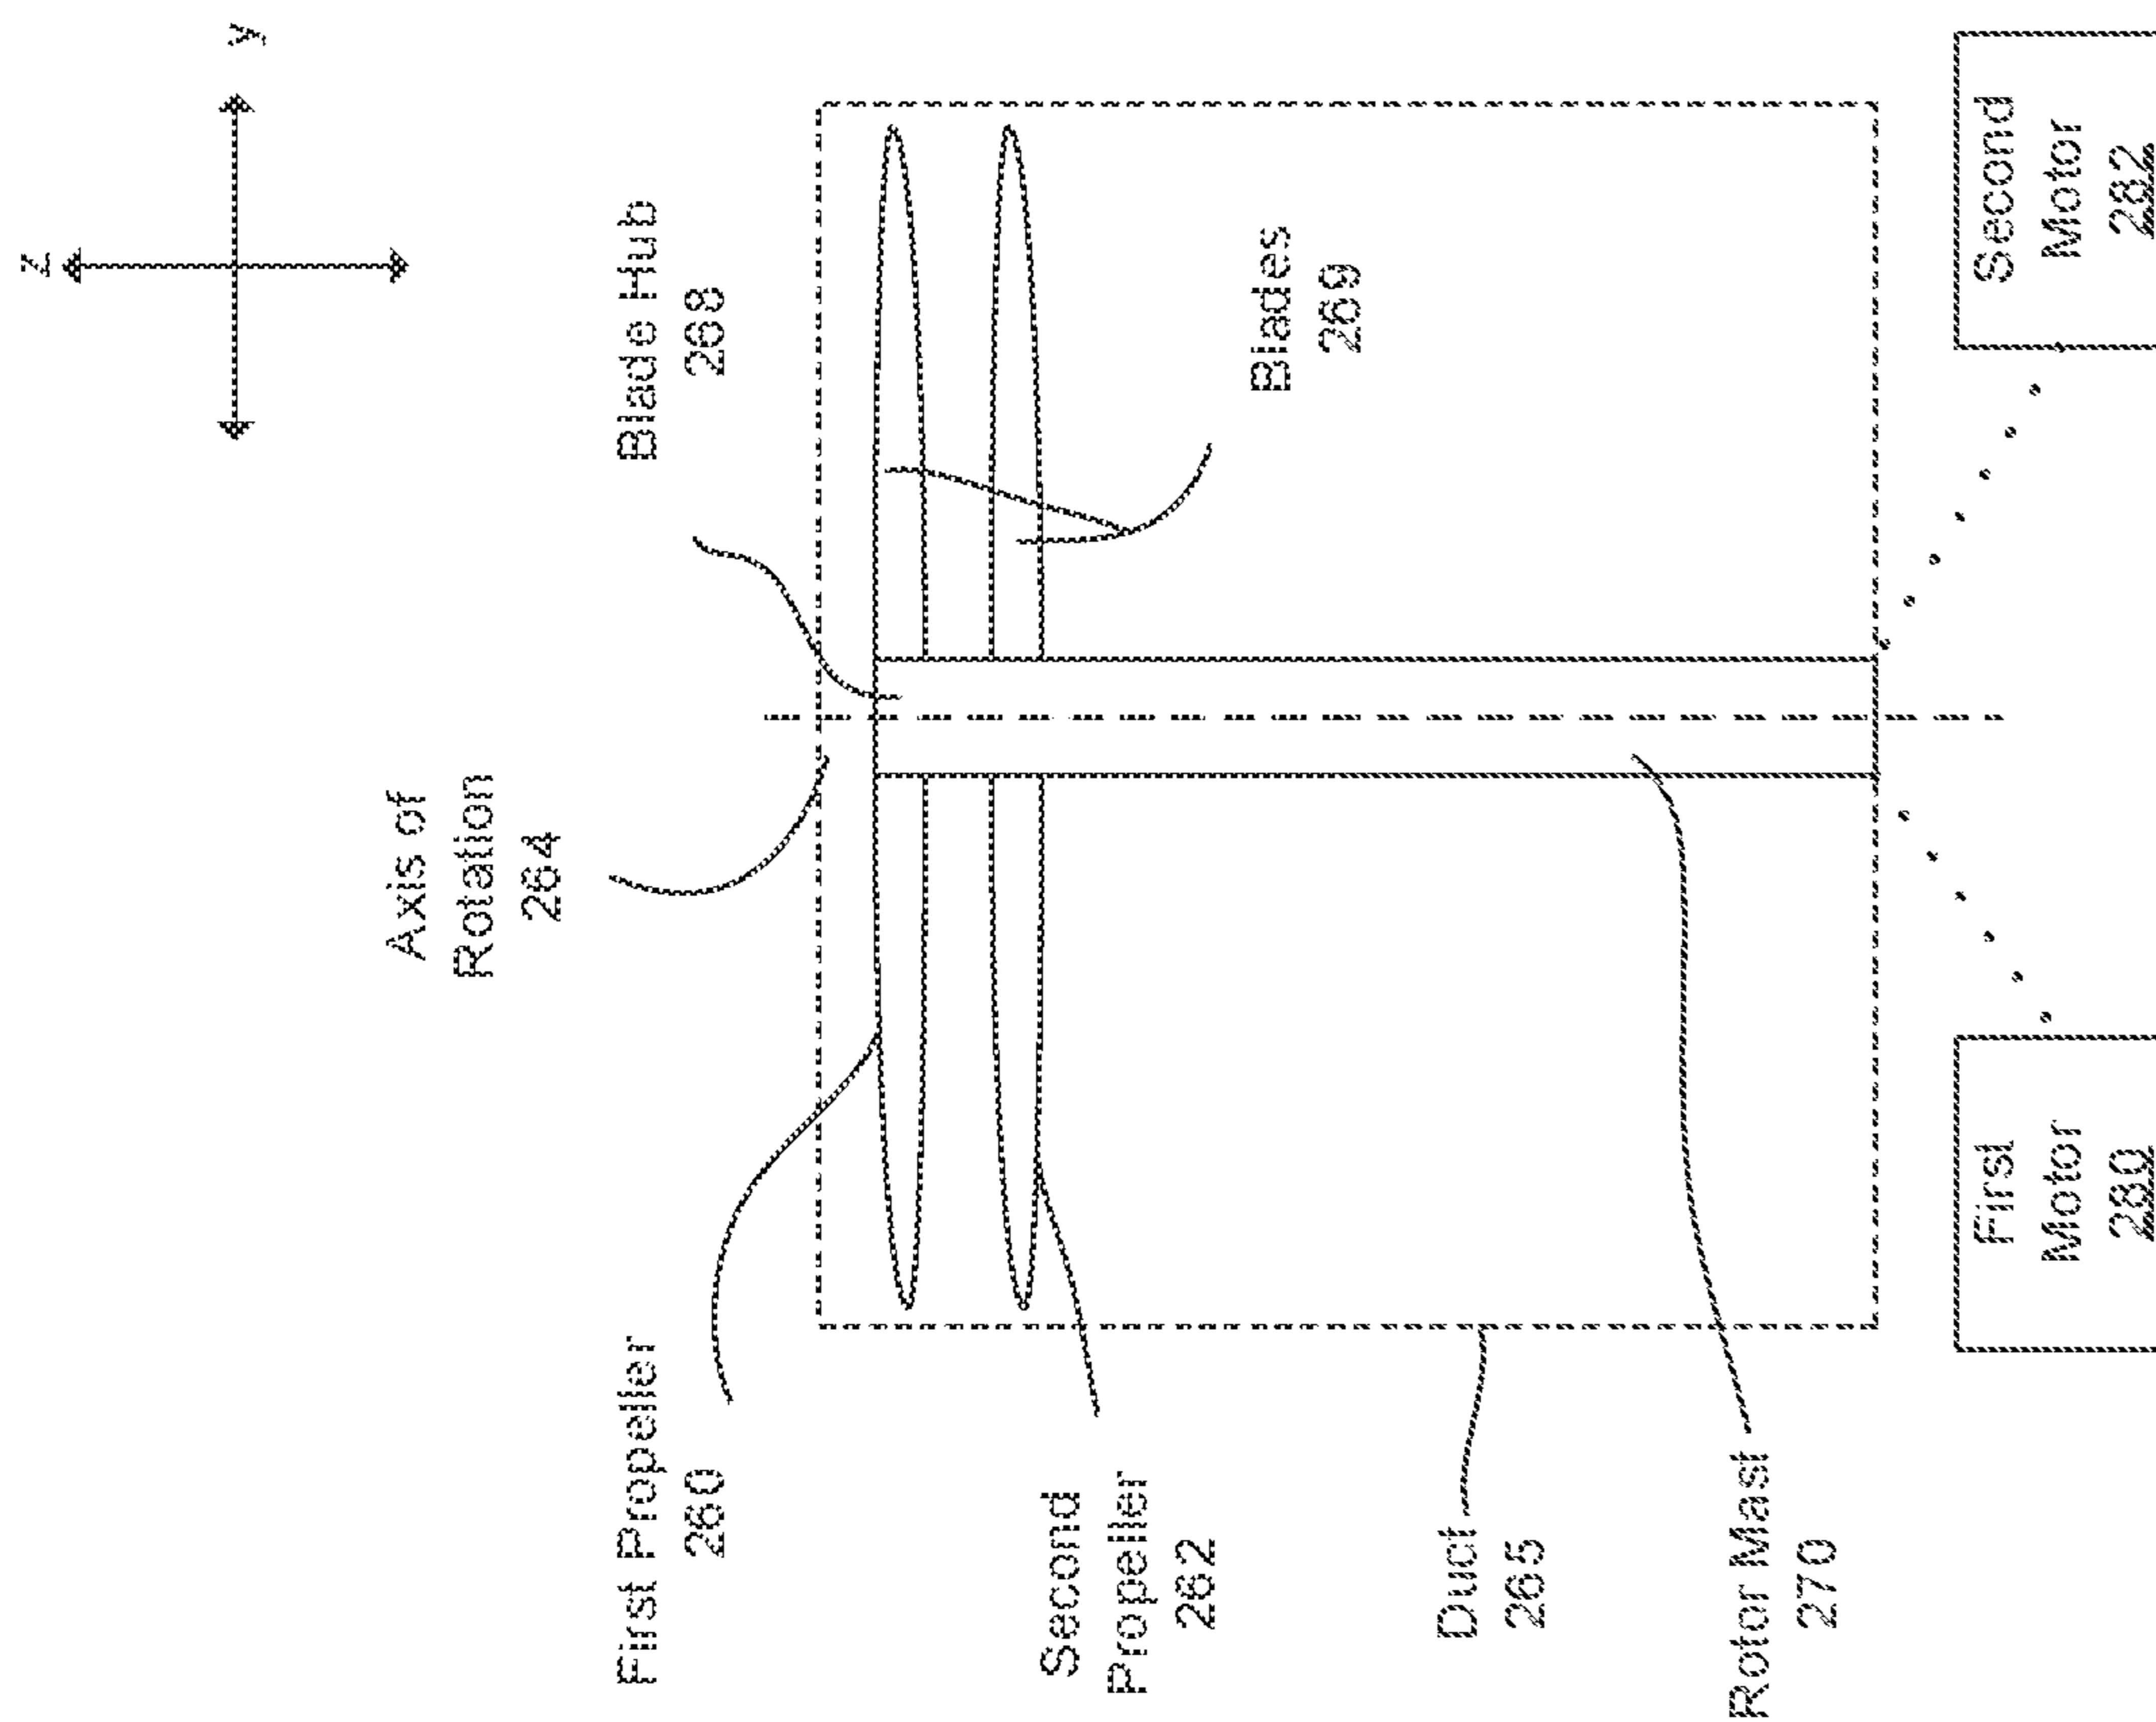 z
y
Axis of
Rotation
264
Blade Hub
268
First Propeller
260
Second
Propeller
262
Blades
269
Duct
265
Rotor Mast
270
First
Motor
280
Second
Motor
282